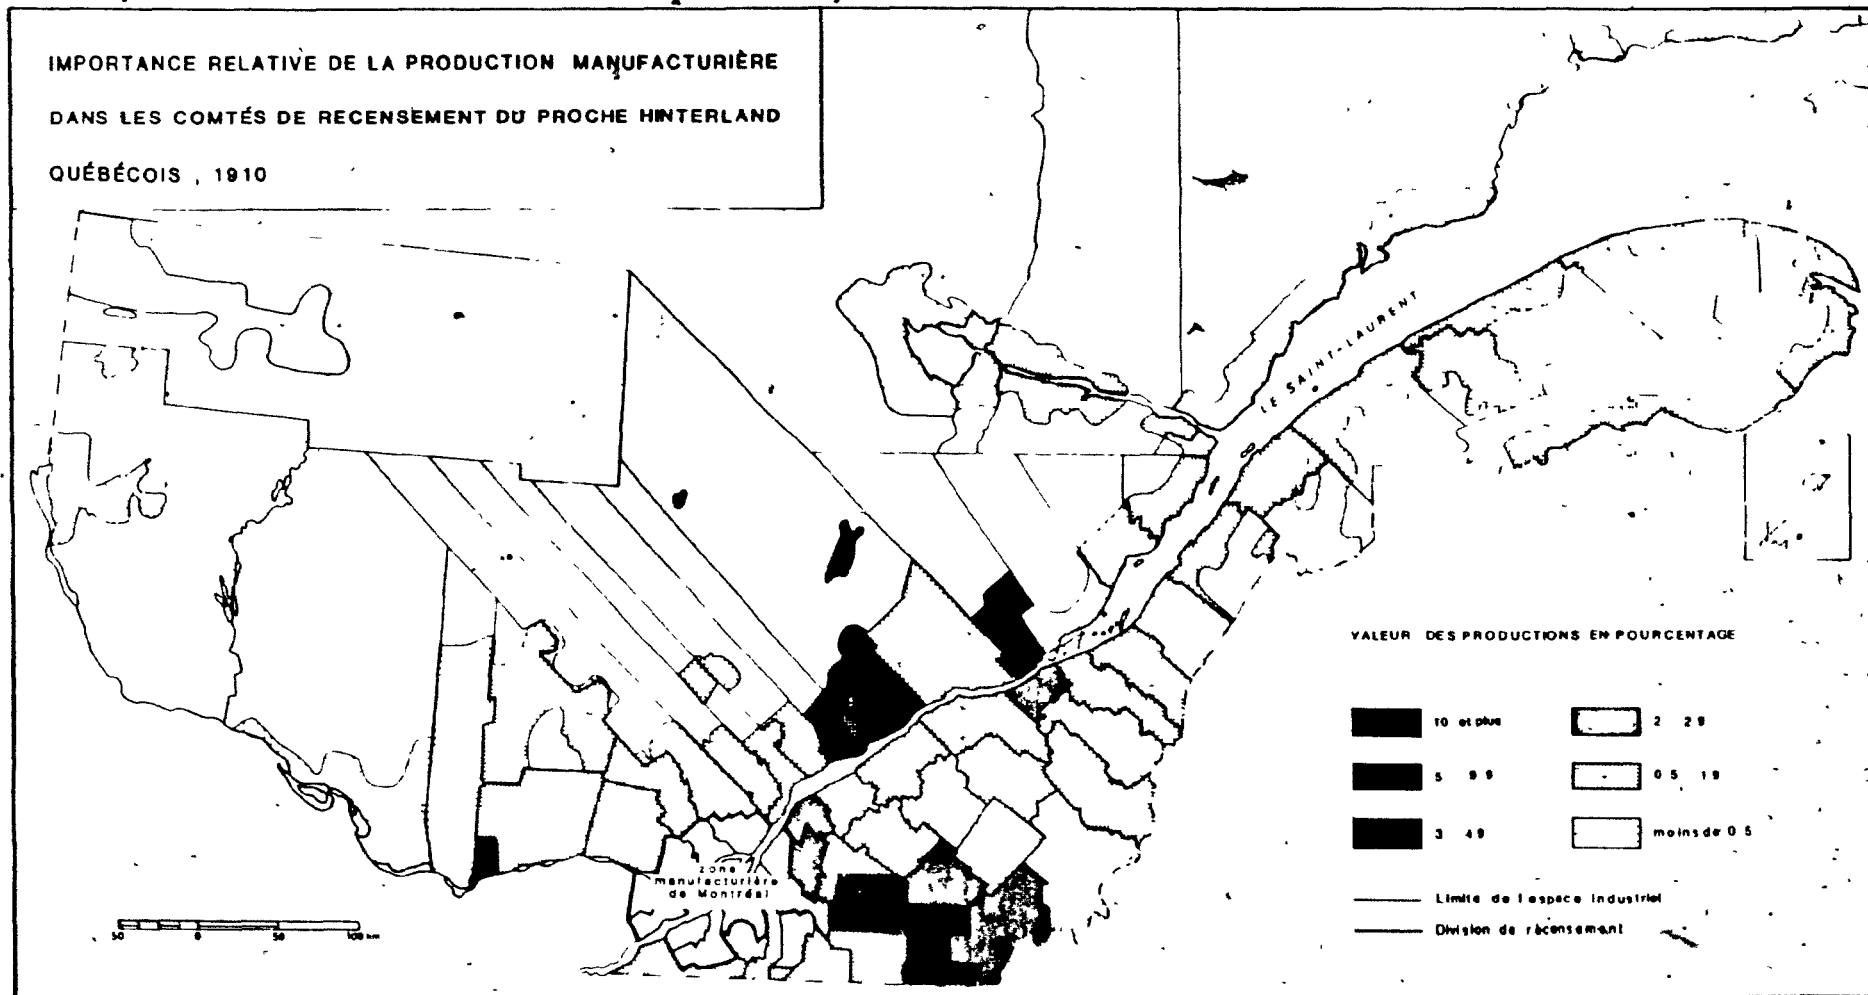 IMPORTANCE RELATIVE DE LA PRODUCTION MANUFACTURIÈRE
DANS LES COMTÉS DE RECENSEMENT DU PROCHE HINTERLAND
QUÉBÉCOIS , 1910
LE SAINT-LAURENT
VALEUR DES PRODUCTIONS EN POURCENTAGE
10 et plus
2 2 9
5 9 9
0 5 1 9
3 4 9
moins de 0 5
Limite de l espace industriel
Division de récensement
zone
manufacturière
de Montréal
50 0 50 100 km